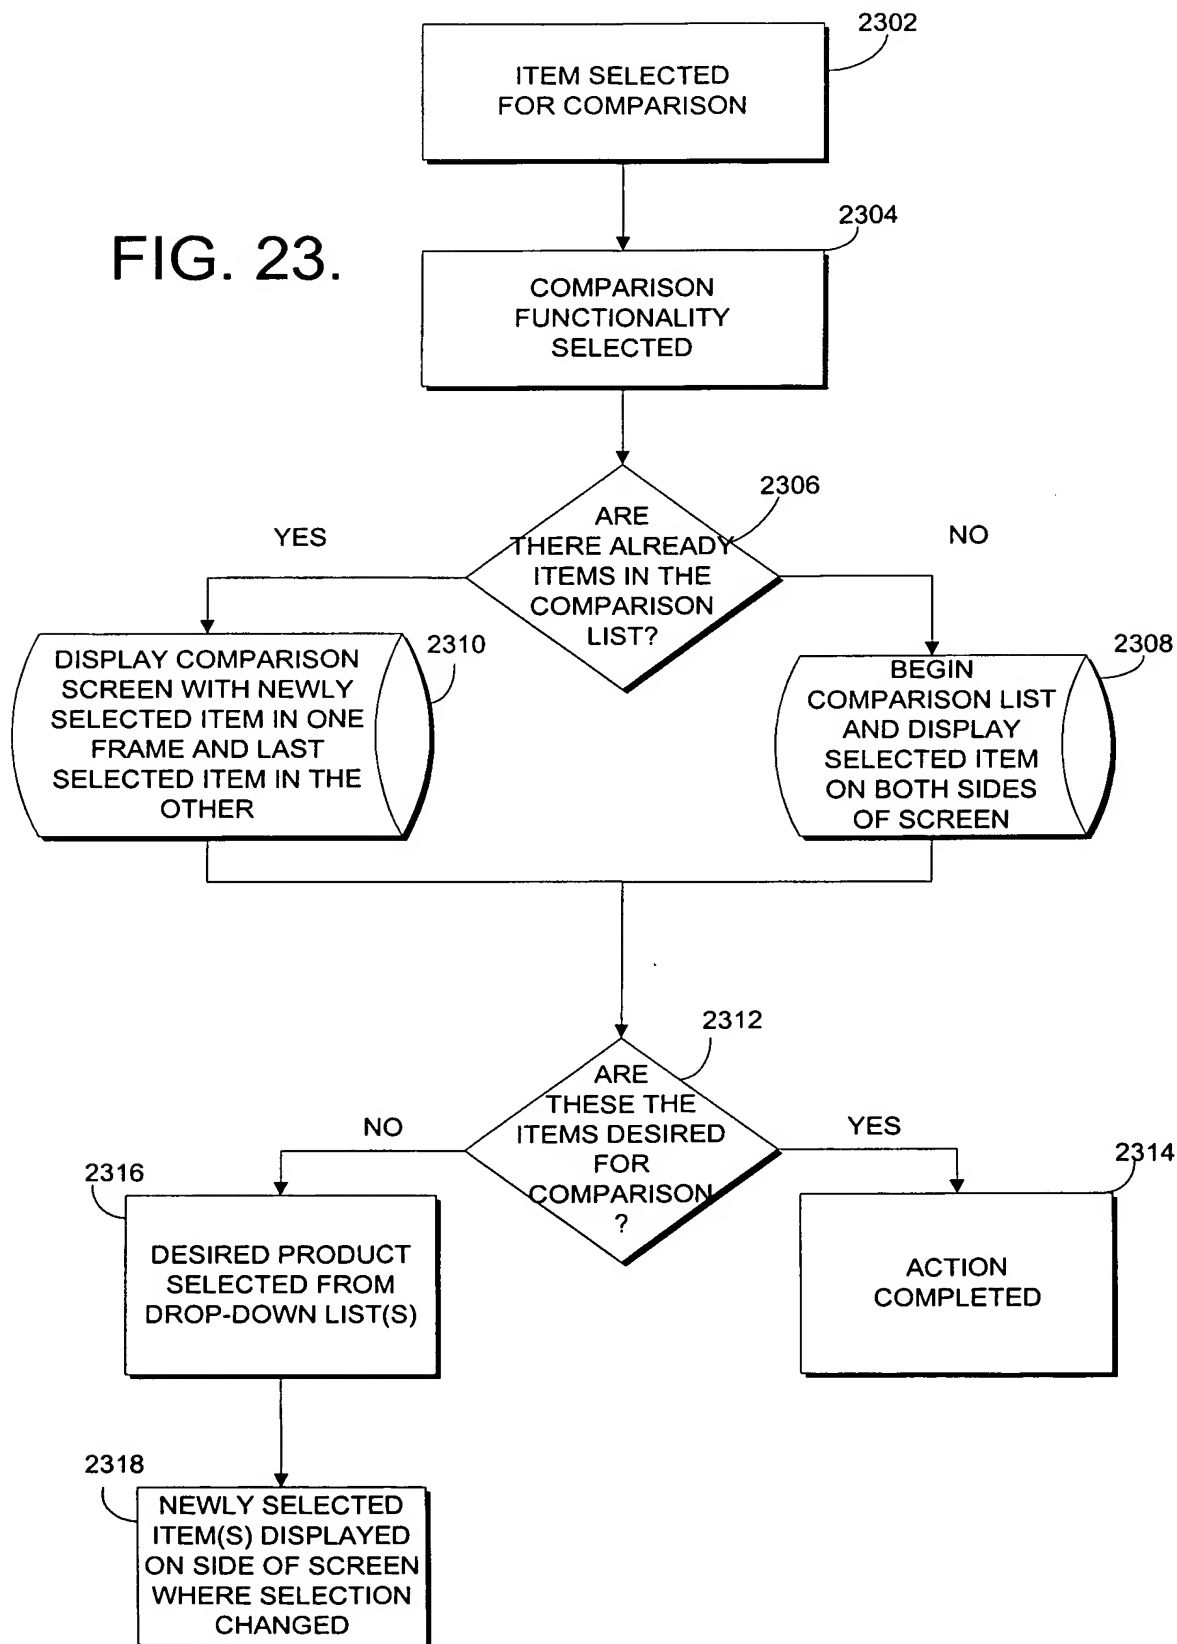 2302
ITEM SELECTED
FOR COMPARISON
FIG. 23.
2304
COMPARISON
FUNCTIONALITY
SELECTED
2306
ARE
THERE ALREADY
ITEMS IN THE
COMPARISON
LIST?
YES
NO
2310
DISPLAY COMPARISON
SCREEN WITH NEWLY
SELECTED ITEM IN ONE
FRAME AND LAST
SELECTED ITEM IN THE
OTHER
2308
BEGIN
COMPARISON LIST
AND DISPLAY
SELECTED ITEM
ON BOTH SIDES
OF SCREEN
2312
ARE
THESE THE
ITEMS DESIRED
FOR
COMPARISON
?
NO
YES
2316
DESIRED PRODUCT
SELECTED FROM
DROP-DOWN LIST(S)
2314
ACTION
COMPLETED
2318
NEWLY SELECTED
ITEM(S) DISPLAYED
ON SIDE OF SCREEN
WHERE SELECTION
CHANGED